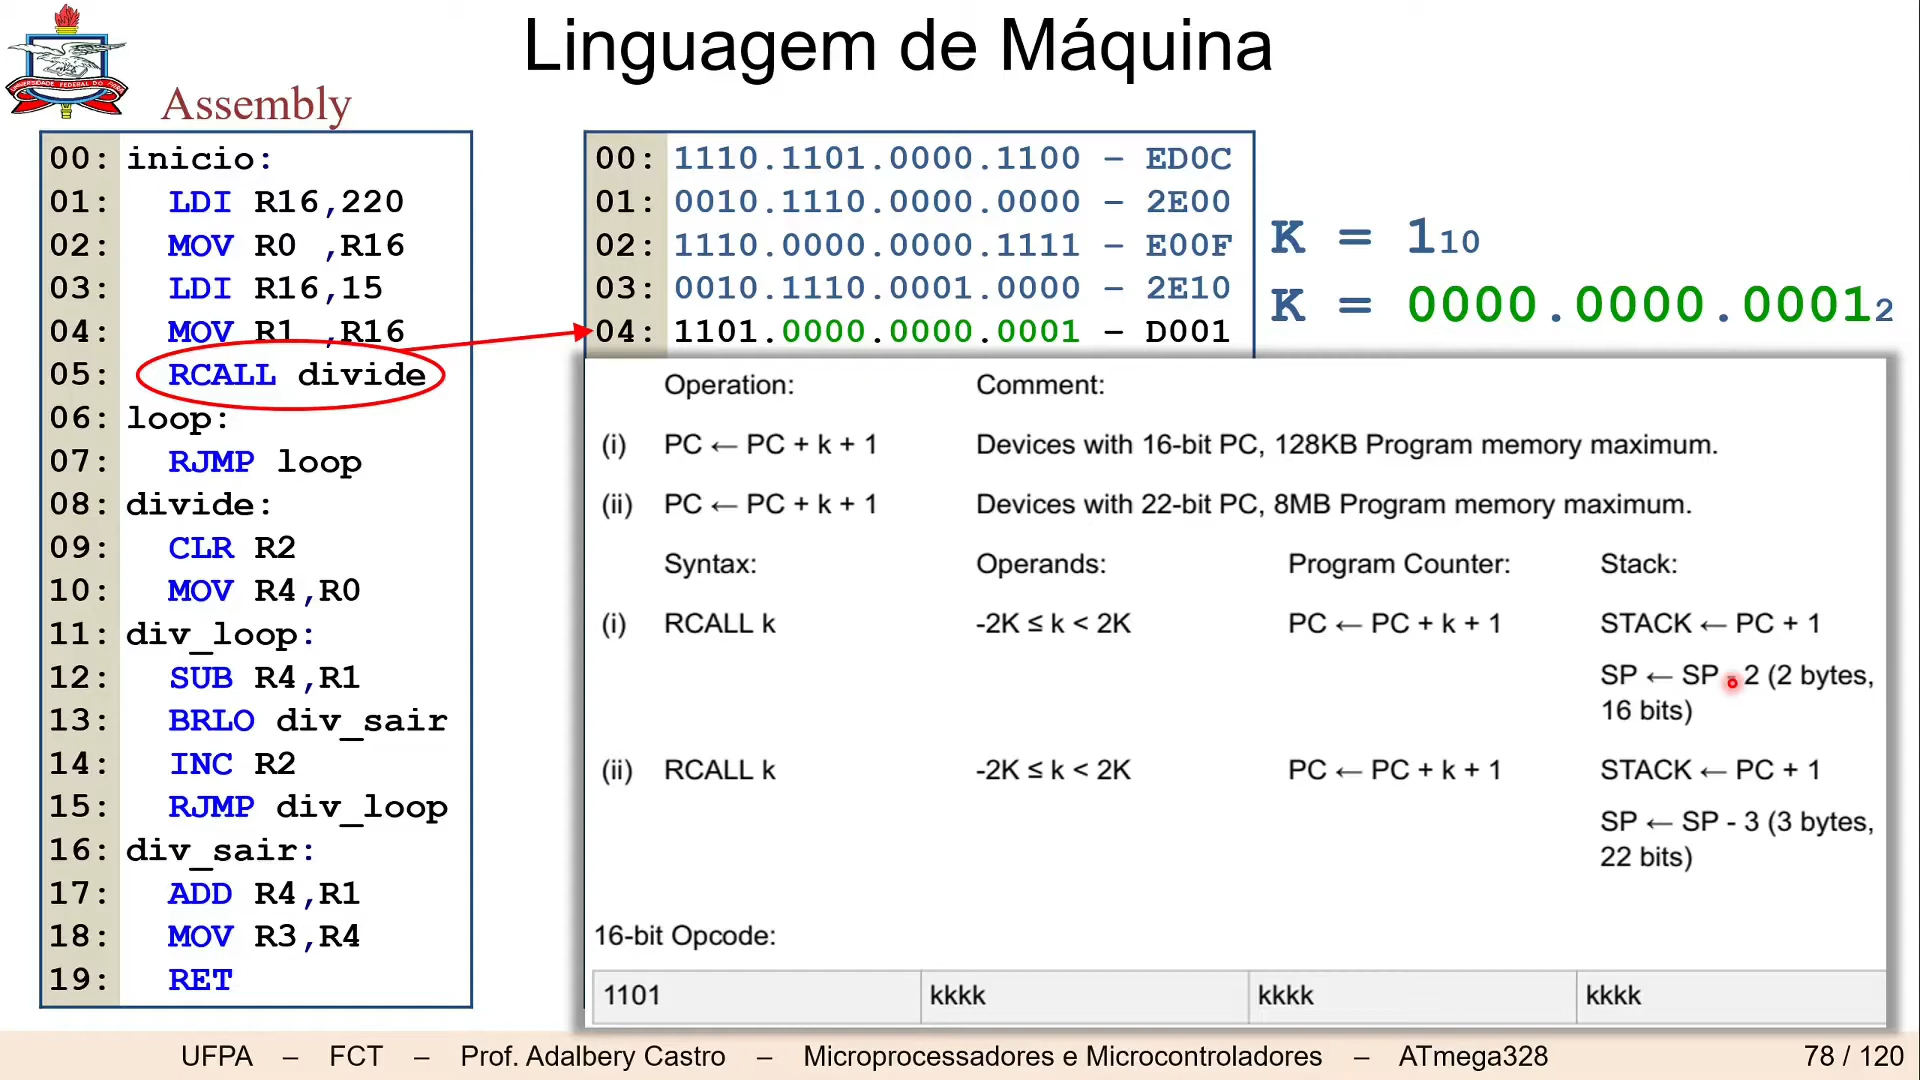 Linguagem de Máquina
Assembly
00: inicio:
01: LDI R16,220
02: MOV R0 ,R16
03: LDI R16,15
04: MOV R1 ,R16
05: RCALL divide
06: loop:
07: RJMP loop
08: divide:
09: CLR R2
10: MOV R4,R0
11: div_loop:
12: SUB R4,R1
13: BRLO div_sair
14: INC R2
15: RJMP div_loop
16: div_sair:
17: ADD R4,R1
18: MOV R3,R4
19: RET
00: 1110.1101.0000.1100 – ED0C
01: 0010.1110.0000.0000 – 2E00
02: 1110.0000.0000.1111 – E00F
03: 0010.1110.0001.0000 – 2E10
04: 1101.0000.0000.0001 – D001
K = 1₁₀
K = 0000.0000.0001₂
Operation: Comment:
(i) PC ← PC + k + 1 Devices with 16-bit PC, 128KB Program memory maximum.
(ii) PC ← PC + k + 1 Devices with 22-bit PC, 8MB Program memory maximum.
Syntax: Operands: Program Counter: Stack:
(i) RCALL k -2K ≤ k < 2K PC ← PC + k + 1 STACK ← PC + 1
SP ← SP - 2 (2 bytes,
16 bits)
(ii) RCALL k -2K ≤ k < 2K PC ← PC + k + 1 STACK ← PC + 1
SP ← SP - 3 (3 bytes,
22 bits)
16-bit Opcode:
1101 kkkk kkkk kkkk
UFPA – FCT – Prof. Adalbery Castro – Microprocessadores e Microcontroladores – ATmega328 78 / 120